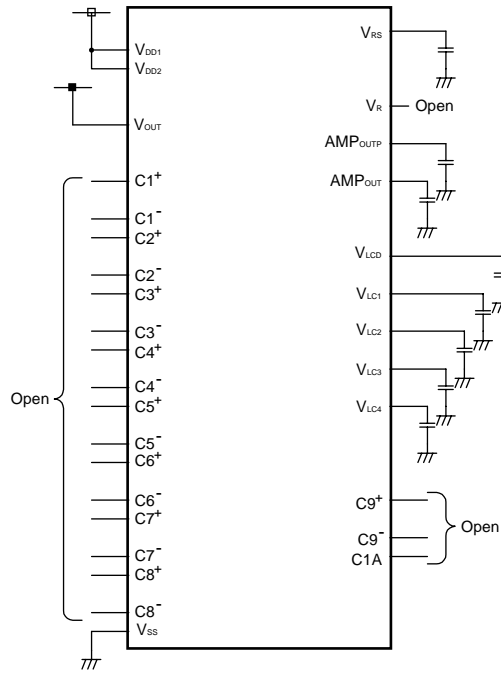 VDD1
VDD2
VOUT
C1+
C1-
C2+
C2-
C3+
C3-
C4+
C4-
C5+
C5-
C6+
C6-
C7+
C7-
C8+
C8-
VSS
Open
VRS
VR
Open
AMPOUTP
AMPOUT
VLCD
VLC1
VLC2
VLC3
VLC4
C9+
C9-
C1A
Open